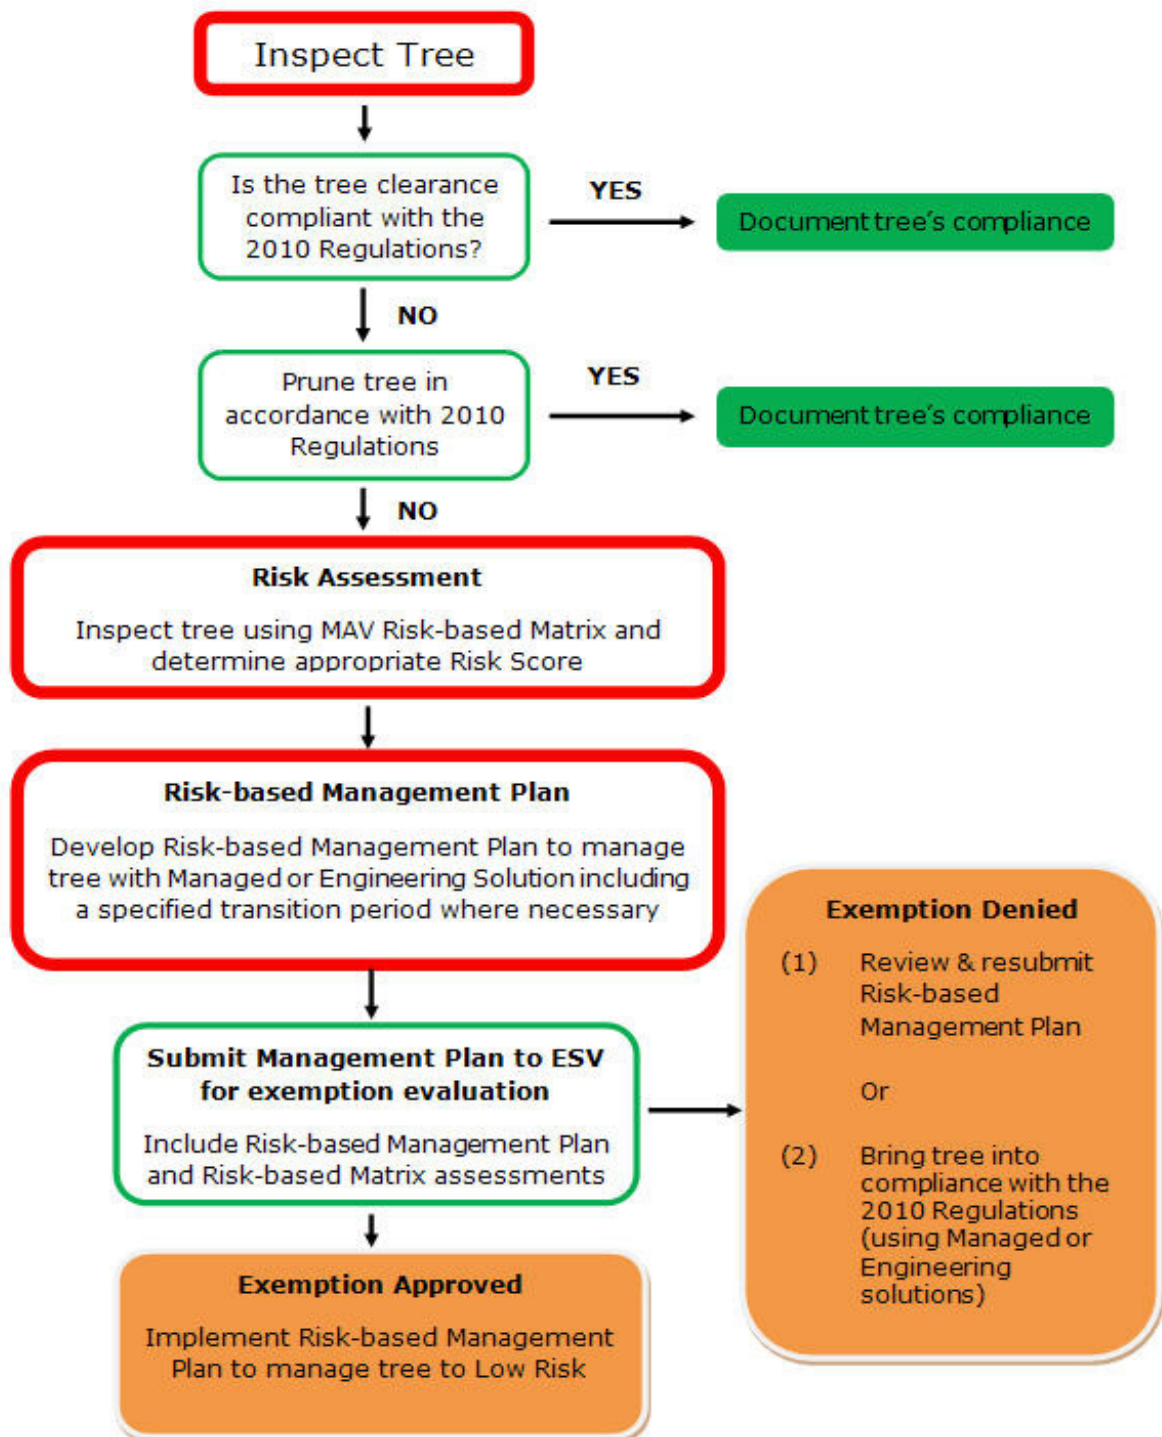 Inspect Tree
Is the tree clearance
compliant with the
2010 Regulations?
YES
Document tree's compliance
NO
Prune tree in
accordance with 2010
Regulations
YES
Document tree's compliance
NO
Risk Assessment
Inspect tree using MAV Risk-based Matrix and
determine appropriate Risk Score
Risk-based Management Plan
Develop Risk-based Management Plan to manage
tree with Managed or Engineering Solution including
a specified transition period where necessary
Submit Management Plan to ESV
for exemption evaluation
Include Risk-based Management Plan
and Risk-based Matrix assessments
Exemption Denied
(1) Review & resubmit
Risk-based
Management Plan
Or
(2) Bring tree into
compliance with the
2010 Regulations
(using Managed or
Engineering
solutions)
Exemption Approved
Implement Risk-based Management
Plan to manage tree to Low Risk